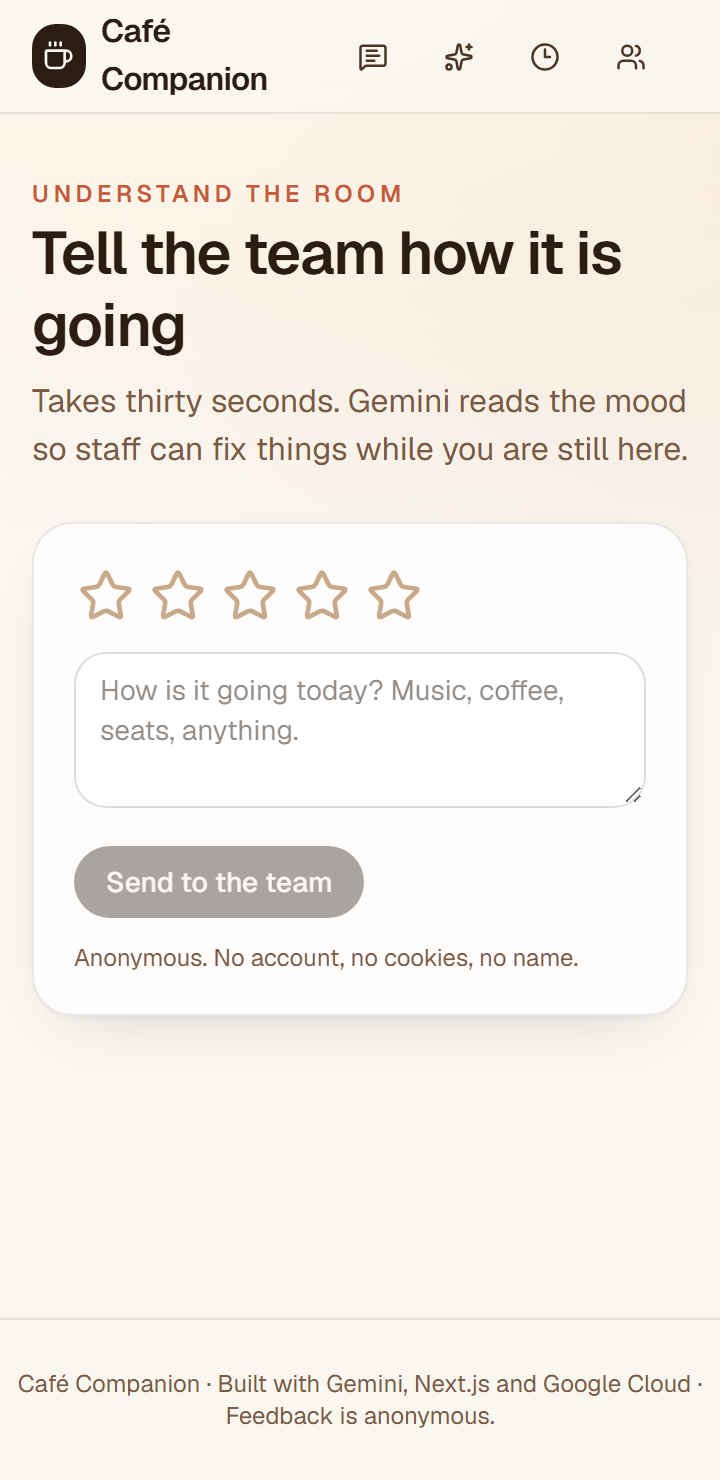 Café
Companion
UNDERSTAND THE ROOM
Tell the team how it is
going
Takes thirty seconds. Gemini reads the mood
so staff can fix things while you are still here.
How is it going today? Music, coffee,
seats, anything.
Send to the team
Anonymous. No account, no cookies, no name.
Café Companion · Built with Gemini, Next.js and Google Cloud ·
Feedback is anonymous.